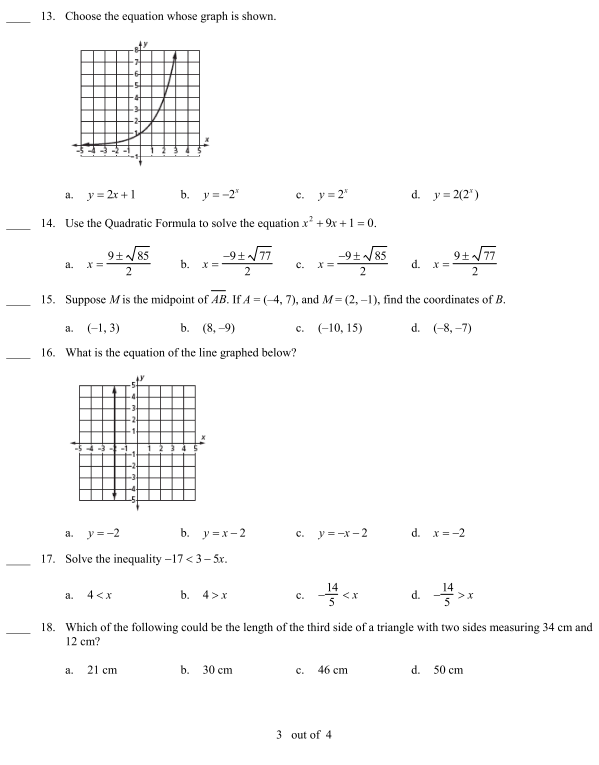 ____ 13. Choose the equation whose graph is shown.
y
8
7
6
5
4
3
2
1
x
-5 -4 -3 -2 -1 1 2 3 4 5
-1
a. y = 2x + 1 b. y = −2ˣ c. y = 2ˣ d. y = 2(2ˣ)
____ 14. Use the Quadratic Formula to solve the equation x² + 9x + 1 = 0.
a. x = (9 ± √85)/2 b. x = (−9 ± √77)/2 c. x = (−9 ± √85)/2 d. x = (9 ± √77)/2
____ 15. Suppose M is the midpoint of A̅B̅. If A = (–4, 7), and M = (2, –1), find the coordinates of B.
a. (–1, 3) b. (8, –9) c. (–10, 15) d. (–8, –7)
____ 16. What is the equation of the line graphed below?
y
5
4
3
2
1
x
-5 -4 -3 -2 -1 1 2 3 4 5
-1
-2
-3
-4
-5
a. y = −2 b. y = x − 2 c. y = −x − 2 d. x = −2
____ 17. Solve the inequality −17 < 3 − 5x.
a. 4 < x b. 4 > x c. −14/5 < x d. −14/5 > x
____ 18. Which of the following could be the length of the third side of a triangle with two sides measuring 34 cm and
12 cm?
a. 21 cm b. 30 cm c. 46 cm d. 50 cm
3 out of 4